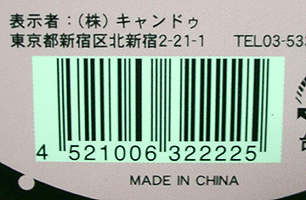 表示者：（株）キャンドゥ
東京都新宿区北新宿2-21-1 TEL03-53
4 521006 322225
MADE IN CHINA